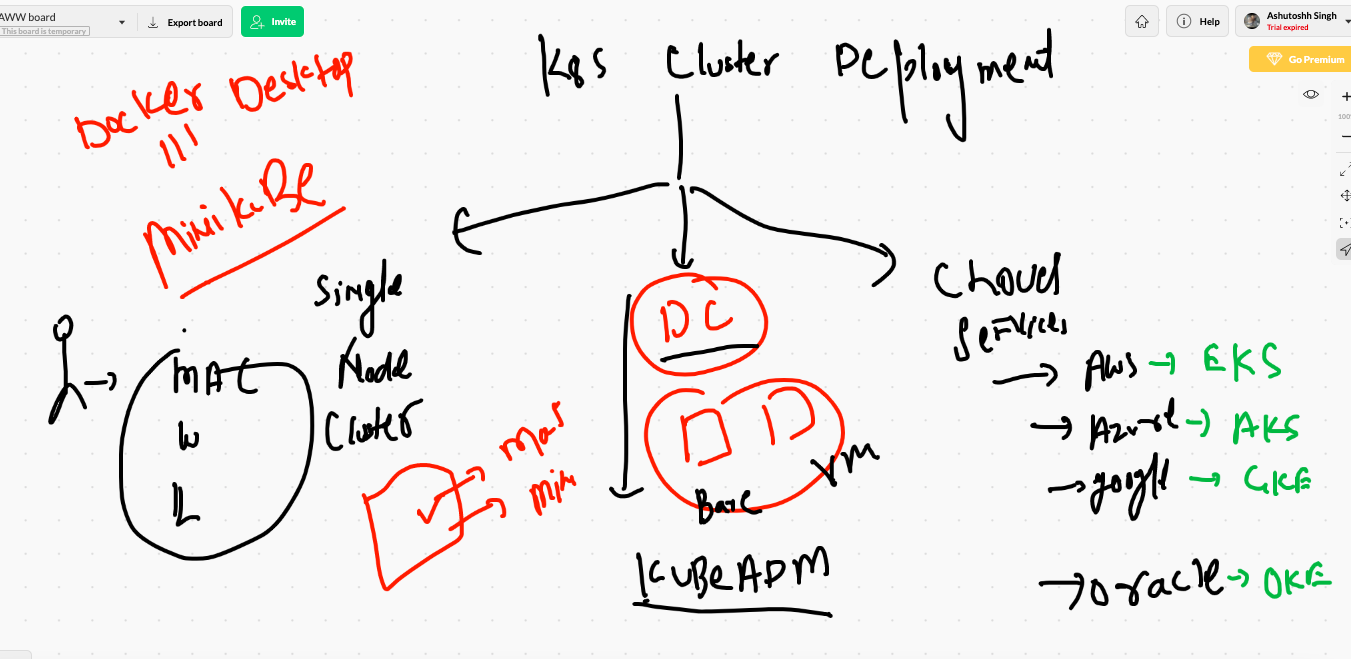 AWW board
This board is temporary
Export board
Invite
Help
Ashutoshh Singh
Trial expired
Go Premium
K8S Cluster Deployment
Docker Desktop
MinikuBe
Single
Node
Cluster
MAC
W
L
Mas
Min
DC
Bare
VM
KUBeADM
Cloud
Services
AWS → EKS
Azure → AKS
google → GKE
oracle → OKE